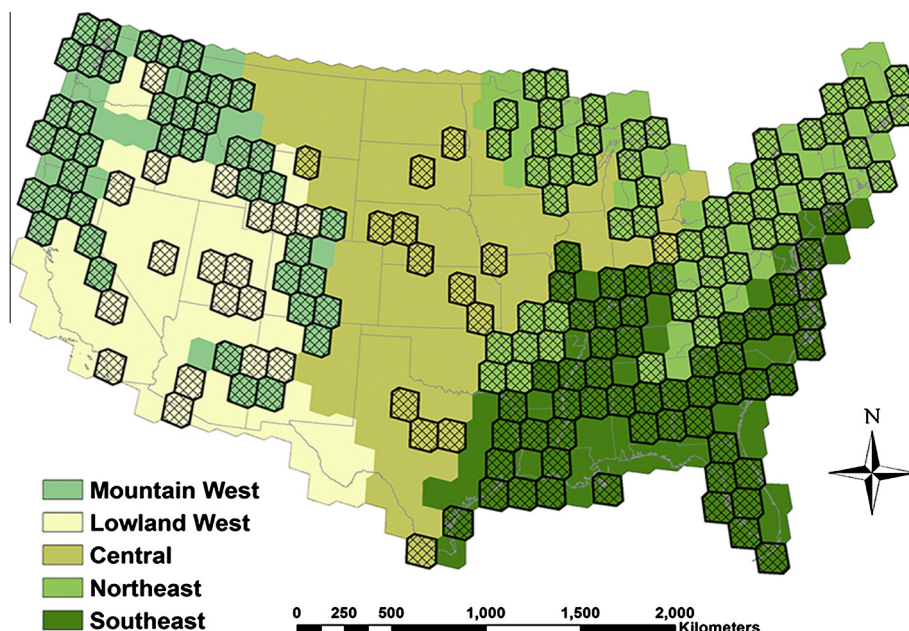 N
Mountain West
Lowland West
Central
Northeast
Southeast
0 250 500 1,000 1,500 2,000
Kilometers